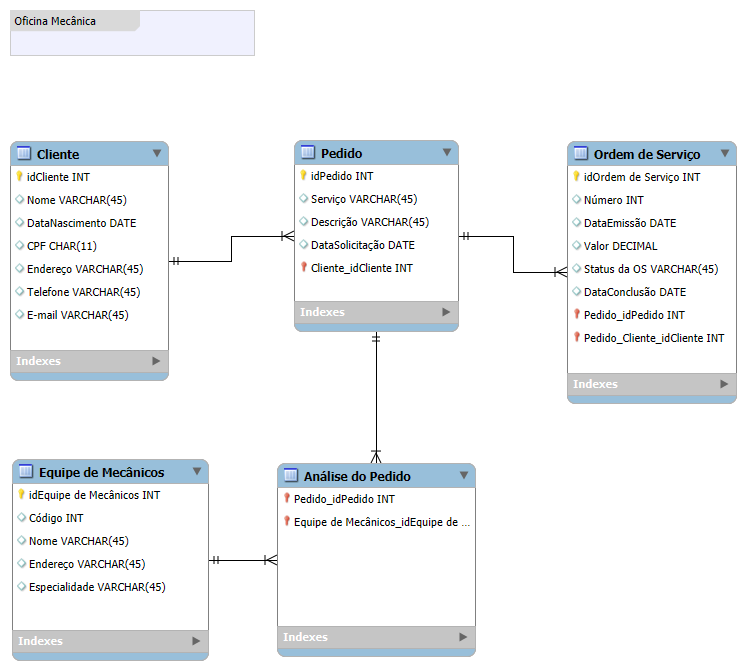 Oficina Mecânica
Cliente
idCliente INT
Nome VARCHAR(45)
DataNascimento DATE
CPF CHAR(11)
Endereço VARCHAR(45)
Telefone VARCHAR(45)
E-mail VARCHAR(45)
Indexes
Pedido
idPedido INT
Serviço VARCHAR(45)
Descrição VARCHAR(45)
DataSolicitação DATE
Cliente_idCliente INT
Indexes
Ordem de Serviço
idOrdem de Serviço INT
Número INT
DataEmissão DATE
Valor DECIMAL
Status da OS VARCHAR(45)
DataConclusão DATE
Pedido_idPedido INT
Pedido_Cliente_idCliente INT
Indexes
Equipe de Mecânicos
idEquipe de Mecânicos INT
Código INT
Nome VARCHAR(45)
Endereço VARCHAR(45)
Especialidade VARCHAR(45)
Indexes
Análise do Pedido
Pedido_idPedido INT
Equipe de Mecânicos_idEquipe de ...
Indexes